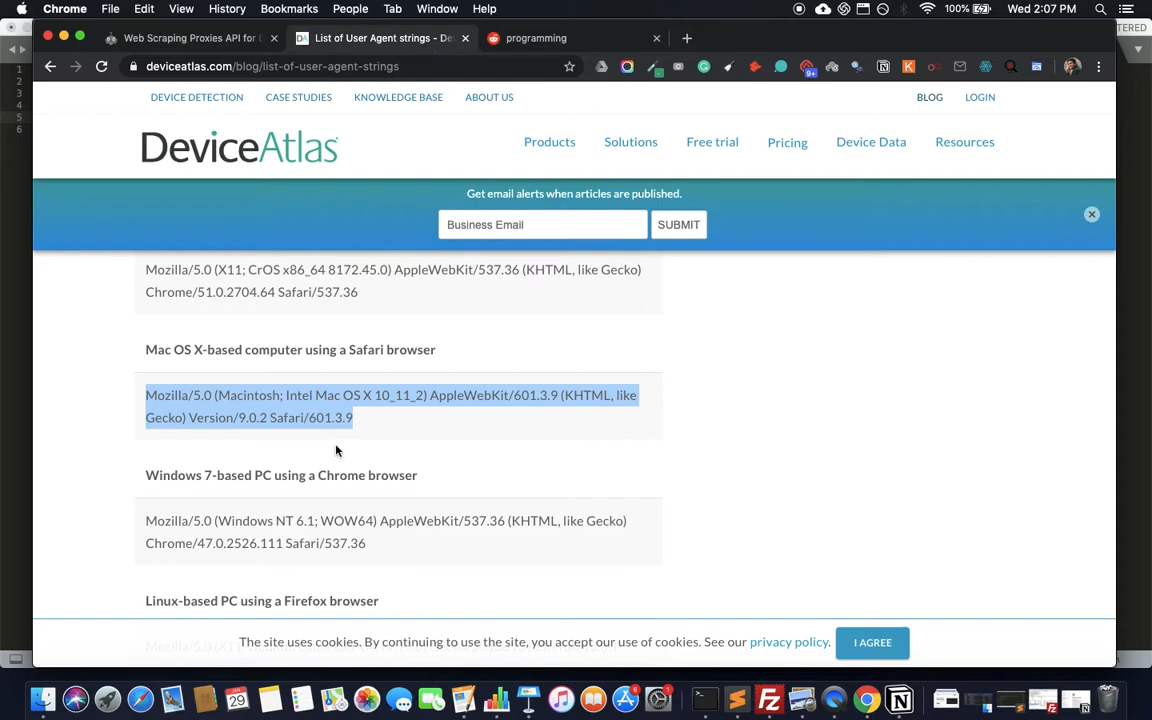 Chrome File Edit View History Bookmarks People Tab Window Help 100% Wed 2:07 PM
Web Scraping Proxies API for
List of User Agent strings - De
programming
TERED
deviceatlas.com/blog/list-of-user-agent-strings
9+
DEVICE DETECTION CASE STUDIES KNOWLEDGE BASE ABOUT US BLOG LOGIN
DeviceAtlas
Products Solutions Free trial Pricing Device Data Resources
Get email alerts when articles are published.
Business Email SUBMIT
Mozilla/5.0 (X11; CrOS x86_64 8172.45.0) AppleWebKit/537.36 (KHTML, like Gecko)
Chrome/51.0.2704.64 Safari/537.36
Mac OS X-based computer using a Safari browser
Mozilla/5.0 (Macintosh; Intel Mac OS X 10_11_2) AppleWebKit/601.3.9 (KHTML, like
Gecko) Version/9.0.2 Safari/601.3.9
Windows 7-based PC using a Chrome browser
Mozilla/5.0 (Windows NT 6.1; WOW64) AppleWebKit/537.36 (KHTML, like Gecko)
Chrome/47.0.2526.111 Safari/537.36
Linux-based PC using a Firefox browser
The site uses cookies. By continuing to use the site, you accept our use of cookies. See our privacy policy. I AGREE
1
2
3
4
5
6